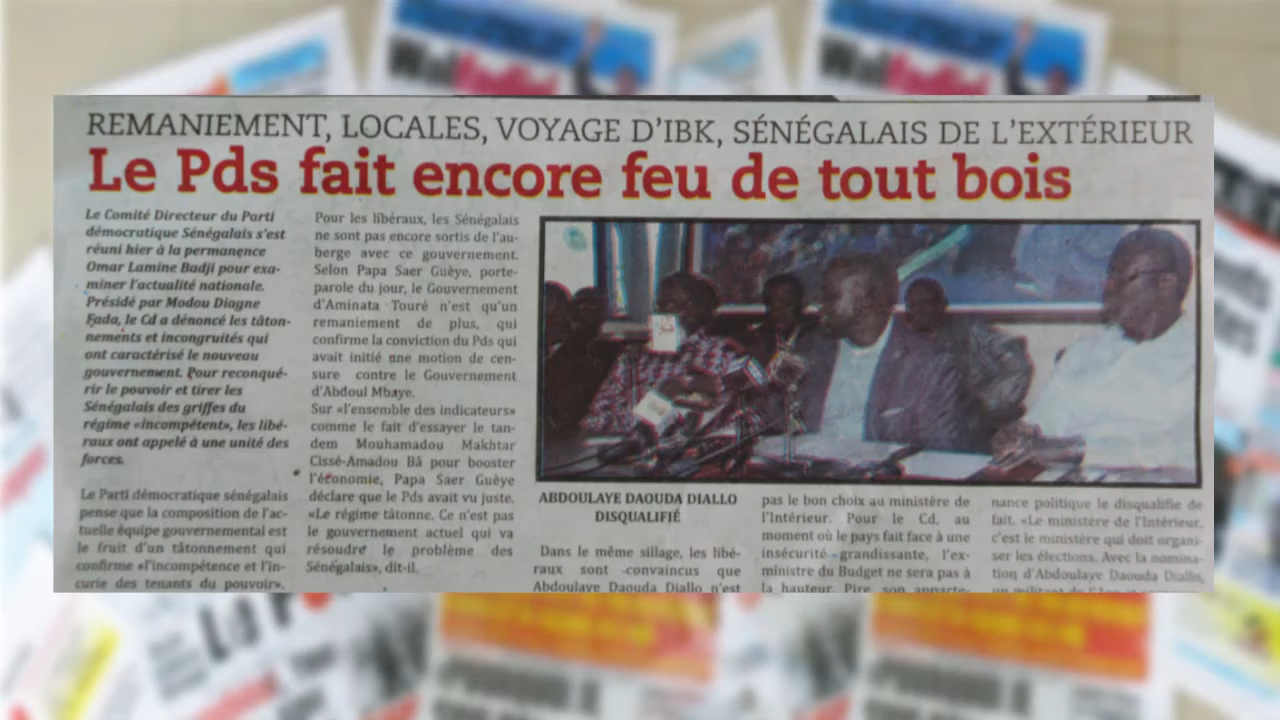 REMANIEMENT, LOCALES, VOYAGE D'IBK, SÉNÉGALAIS DE L'EXTÉRIEUR
Le Pds fait encore feu de tout bois
Le Comité Directeur du Parti
démocratique Sénégalais s'est
réuni hier à la permanence
Omar Lamine Badji pour exa-
miner l'actualité nationale.
Présidé par Modou Diagne
Fada, le Cd a dénoncé les tâton-
nements et incongruités qui
ont caractérisé le nouveau
gouvernement. Pour reconqué-
rir le pouvoir et tirer les
Sénégalais des griffes du
régime «incompétent», les libé-
raux ont appelé à une unité des
forces.
Le Parti démocratique sénégalais
pense que la composition de l'ac-
tuelle équipe gouvernemental est
le fruit d'un tâtonnement qui
confirme «l'incompétence et l'in-
curie des tenants du pouvoir».
Pour les libéraux, les Sénégalais
ne sont pas encore sortis de l'au-
berge avec ce gouvernement.
Selon Papa Saer Guèye, porte-
parole du jour, le Gouvernement
d'Aminata Touré n'est qu'un
remaniement de plus, qui
confirme la conviction du Pds qui
avait initié une motion de cen-
sure contre le Gouvernement
d'Abdoul Mbaye.
Sur «l'ensemble des indicateurs»
comme le fait d'essayer le tan-
dem Mouhamadou Makhtar
Cissé-Amadou Bâ pour booster
l'économie, Papa Saer Guèye
déclare que le Pds avait vu juste.
«Le régime tâtonne. Ce n'est pas
le gouvernement actuel qui va
résoudre le problème des
Sénégalais», dit-il.
ABDOULAYE DAOUDA DIALLO
DISQUALIFIÉ
Dans le même sillage, les libé-
raux sont convaincus que
Abdoulaye Daouda Diallo n'est
pas le bon choix au ministère de
l'Intérieur. Pour le Cd, au
moment où le pays fait face à une
insécurité grandissante, l'ex-
ministre du Budget ne sera pas à
la hauteur. Pire, son apparte-
nance politique le disqualifie de
fait. «Le ministère de l'Intérieur,
c'est le ministère qui doit organi-
ser les élections. Avec la nomina-
tion d'Abdoulaye Daouda Diallo,
un militant de